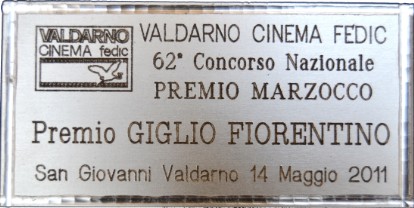 VALDARNO
CINEMA fedic
VALDARNO CINEMA FEDIC
62° Concorso Nazionale
PREMIO MARZOCCO
Premio GIGLIO FIORENTINO
San Giovanni Valdarno 14 Maggio 2011